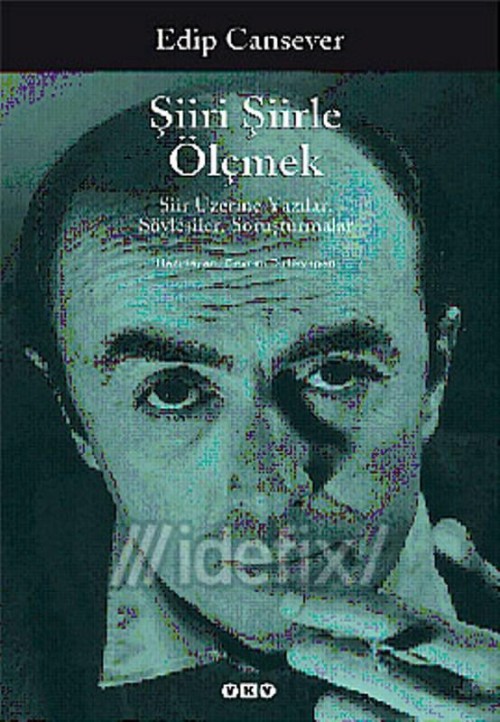 Edip Cansever
Şiiri Şiirle
Ölçmek
Şiir Üzerine Yazılar,
Söyleşiler, Soruşturmalar
///idefix/
YKY